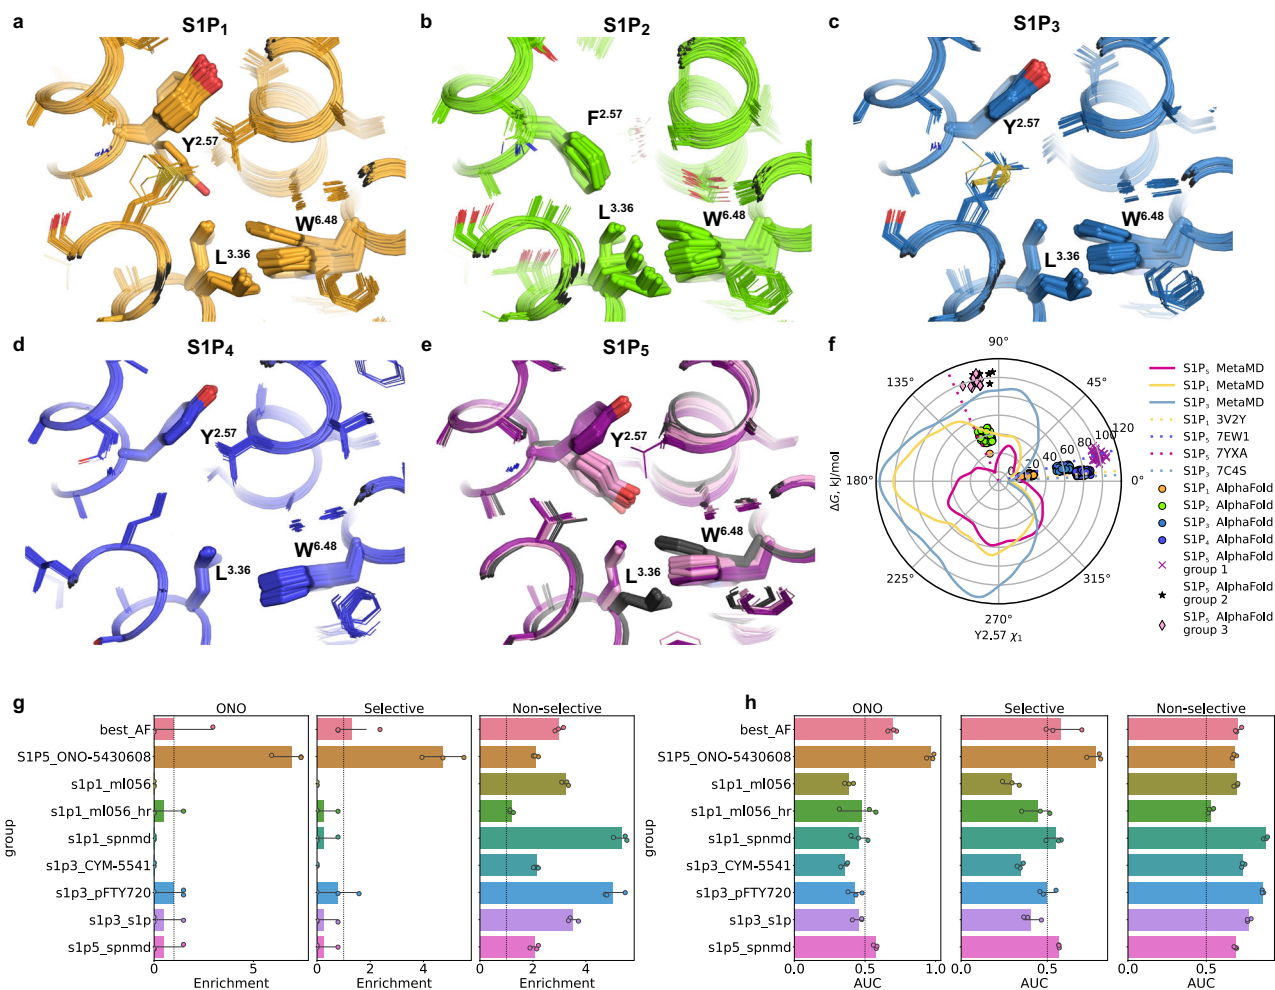 a
S1P1
Y2.57
W6.48
L3.36
b
S1P2
F2.57
L3.36
W6.48
c
S1P3
Y2.57
W6.48
L3.36
d
S1P4
Y2.57
W6.48
L3.36
e
S1P5
Y2.57
W6.48
L3.36
f
90°
135°
45°
120
100
80
60
40
20
0
180°
0°
225°
315°
270°
Y2.57 χ1
ΔG, kJ/mol
S1P5 MetaMD
S1P1 MetaMD
S1P3 MetaMD
S1P1 3V2Y
S1P5 7EW1
S1P5 7YXA
S1P3 7C4S
S1P1 AlphaFold
S1P2 AlphaFold
S1P3 AlphaFold
S1P4 AlphaFold
S1P5 AlphaFold
group 1
S1P5 AlphaFold
group 2
S1P5 AlphaFold
group 3
g
ONO
Selective
Non-selective
group
best_AF
S1P5_ONO-5430608
s1p1_ml056
s1p1_ml056_hr
s1p1_spnmd
s1p3_CYM-5541
s1p3_pFTY720
s1p3_s1p
s1p5_spnmd
0 5
0 2 4
0 2 4
Enrichment
Enrichment
Enrichment
h
ONO
Selective
Non-selective
group
best_AF
S1P5_ONO-5430608
s1p1_ml056
s1p1_ml056_hr
s1p1_spnmd
s1p3_CYM-5541
s1p3_pFTY720
s1p3_s1p
s1p5_spnmd
0.0 0.5 1.0
0.0 0.5
0.0 0.5
AUC
AUC
AUC